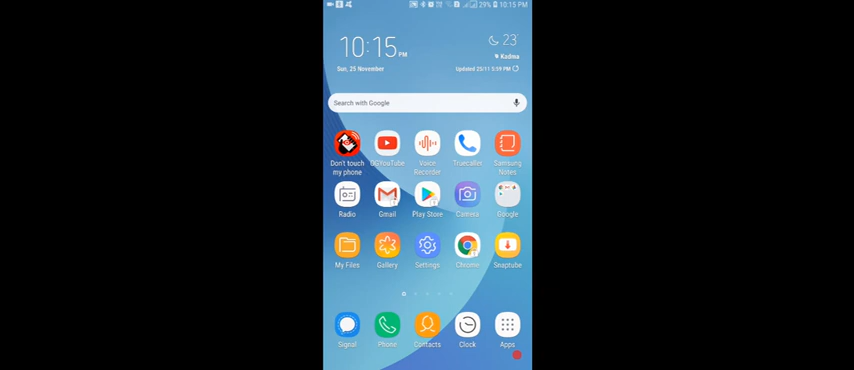 29% 10:15 PM
10:15 PM
23°
Kadma
Sun, 25 November
Updated 25/11 5:59 PM
Search with Google
Don't touch my phone
OGYouTube
Voice Recorder
Truecaller
Samsung Notes
Radio
Gmail
Play Store
Camera
Google
My Files
Gallery
Settings
Chrome
Snaptube
Signal
Phone
Contacts
Clock
Apps